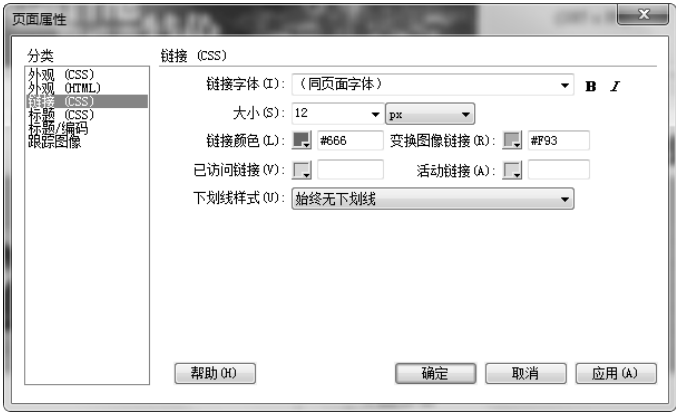 页面属性
分类
外观 (CSS)
外观 (HTML)
链接 (CSS)
标题 (CSS)
标题/编码
跟踪图像
链接 (CSS)
链接字体(I): (同页面字体) B I
大小(S): 12 px
链接颜色(L): #666 变换图像链接(R): #F93
已访问链接(V): 活动链接(A):
下划线样式(U): 始终无下划线
帮助(H) 确定 取消 应用(A)